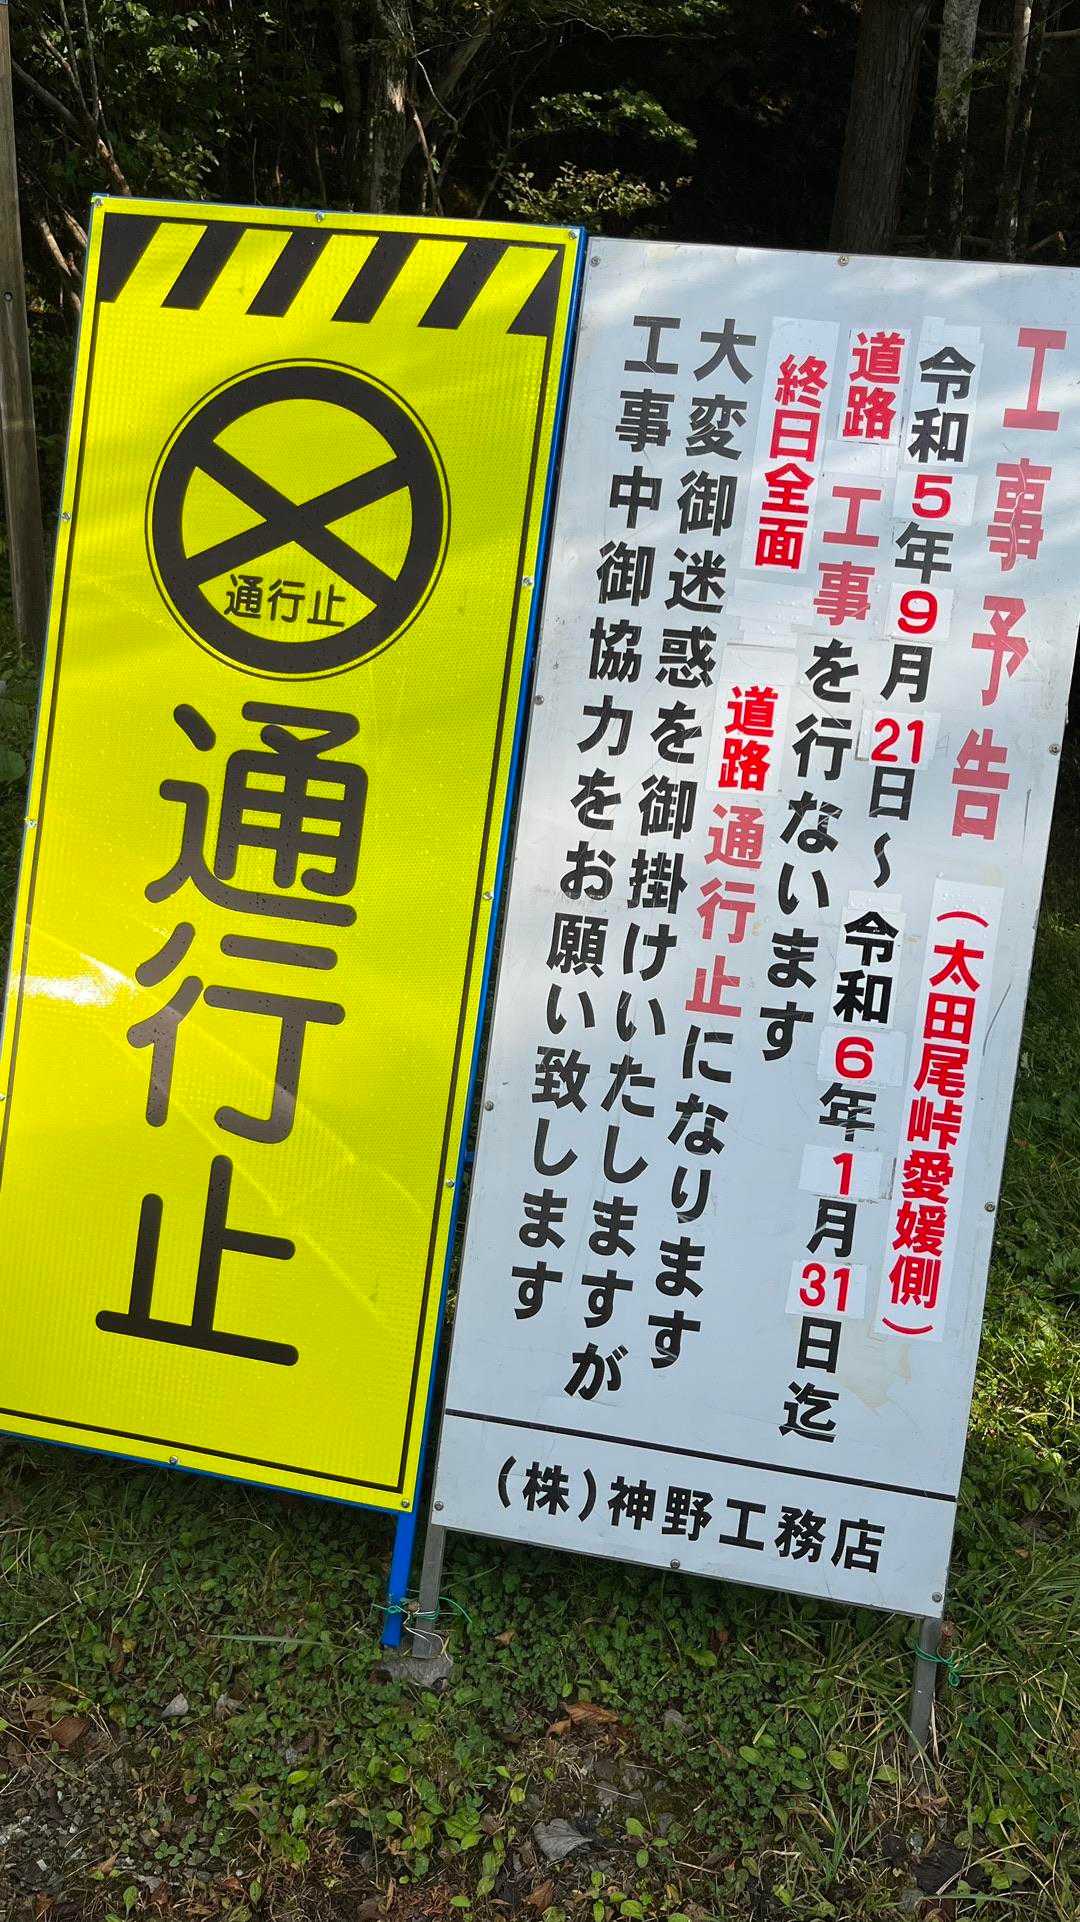 通行止
通行止
工事予告
（太田尾峠愛媛側）
令和5年9月21日～令和6年1月31日迄
道路工事を行ないます
終日全面道路通行止になります
大変御迷惑を御掛けいたしますが
工事中御協力をお願い致します
(株)神野工務店